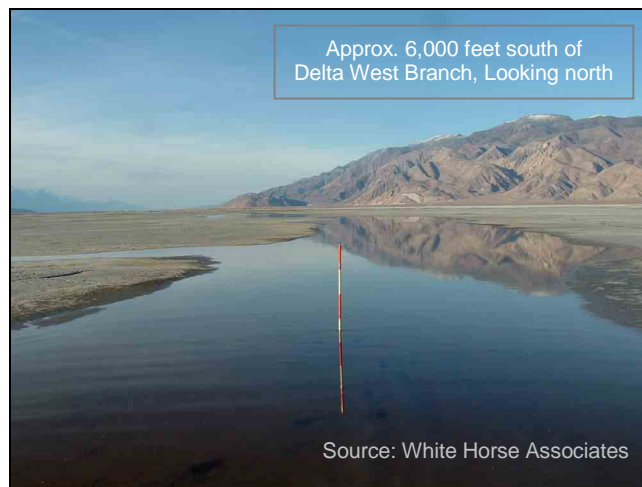 Approx. 6,000 feet south of
Delta West Branch, Looking north
Source: White Horse Associates